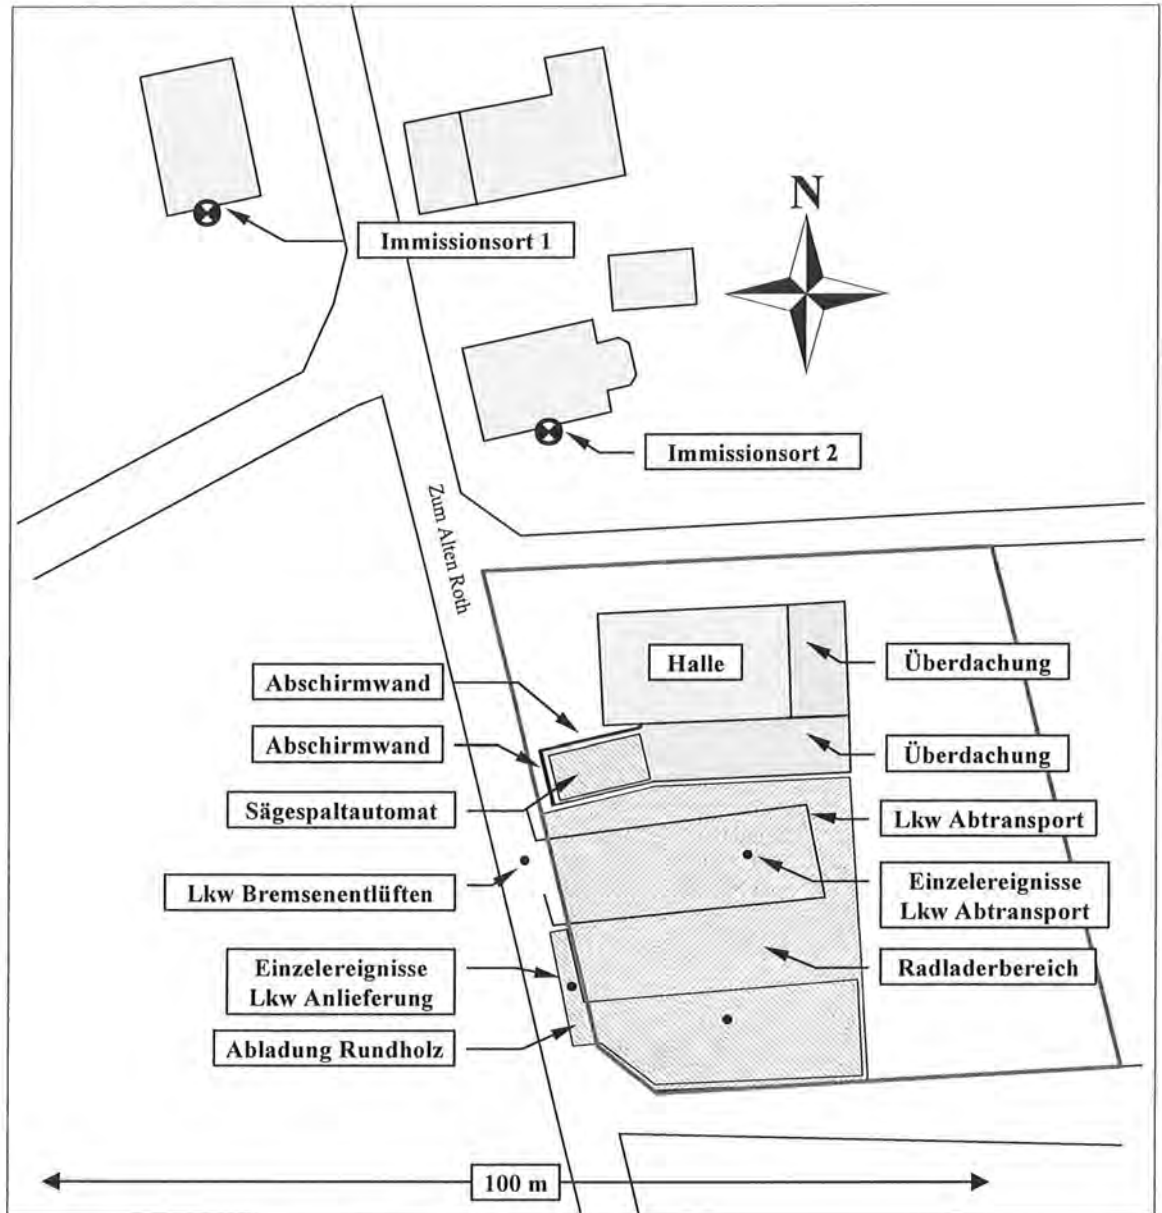 N
Immissionsort 1
Immissionsort 2
Zum Alten Roth
Halle
Überdachung
Abschirmwand
Abschirmwand
Überdachung
Sägespaltautomat
Lkw Abtransport
Lkw Bremsenentlüften
Einzelereignisse
Lkw Abtransport
Einzelereignisse
Lkw Anlieferung
Radladerbereich
Abladung Rundholz
100 m